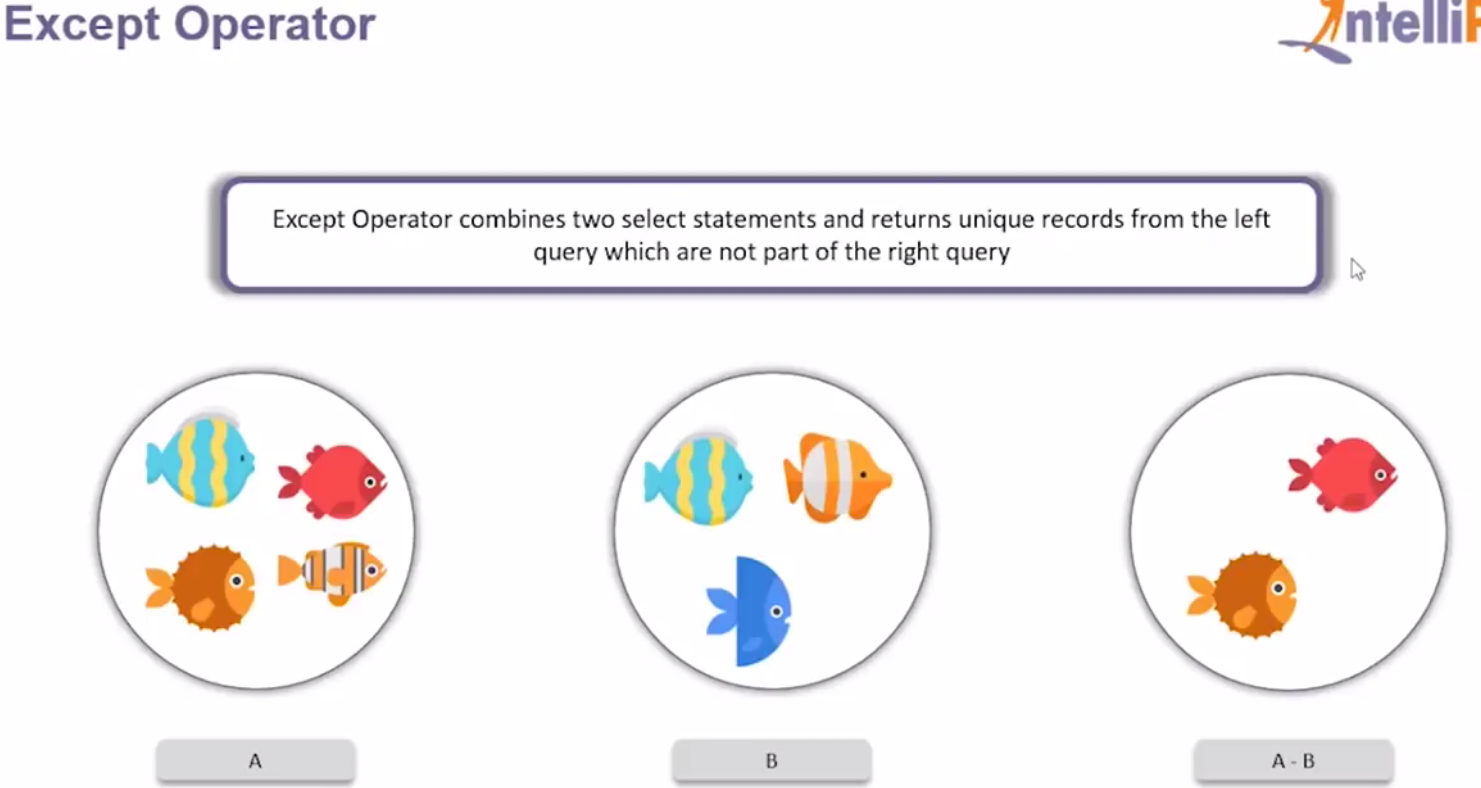 Except Operator
IntelliP
Except Operator combines two select statements and returns unique records from the left
query which are not part of the right query
A
B
A - B